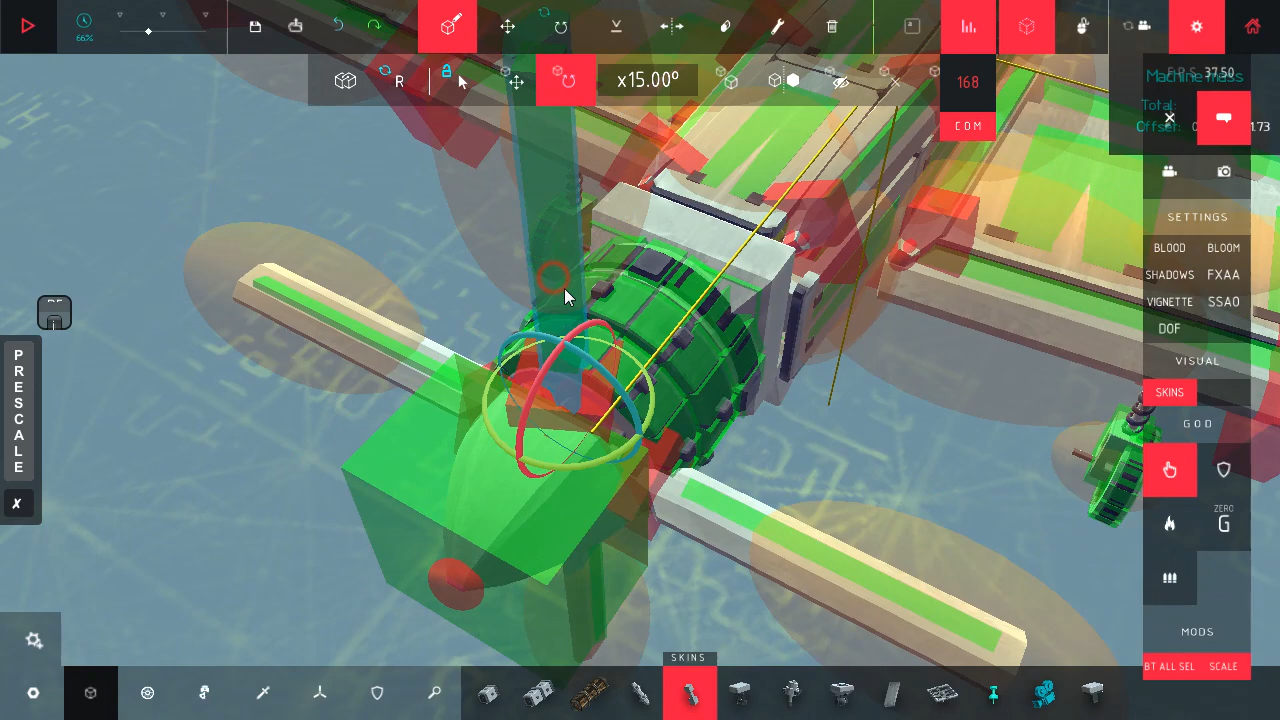 66%
R
x15.00º
168
COM
FPS 37.50
Machine mass
Total:
Offset: 0
1.73
SETTINGS
BLOOD BLOOM
SHADOWS FXAA
VIGNETTE SSAO
DOF
VISUAL
SKINS
GOD
ZERO
G
MODS
BT ALL SEL SCALE
PRESCALE
✗
SKINS